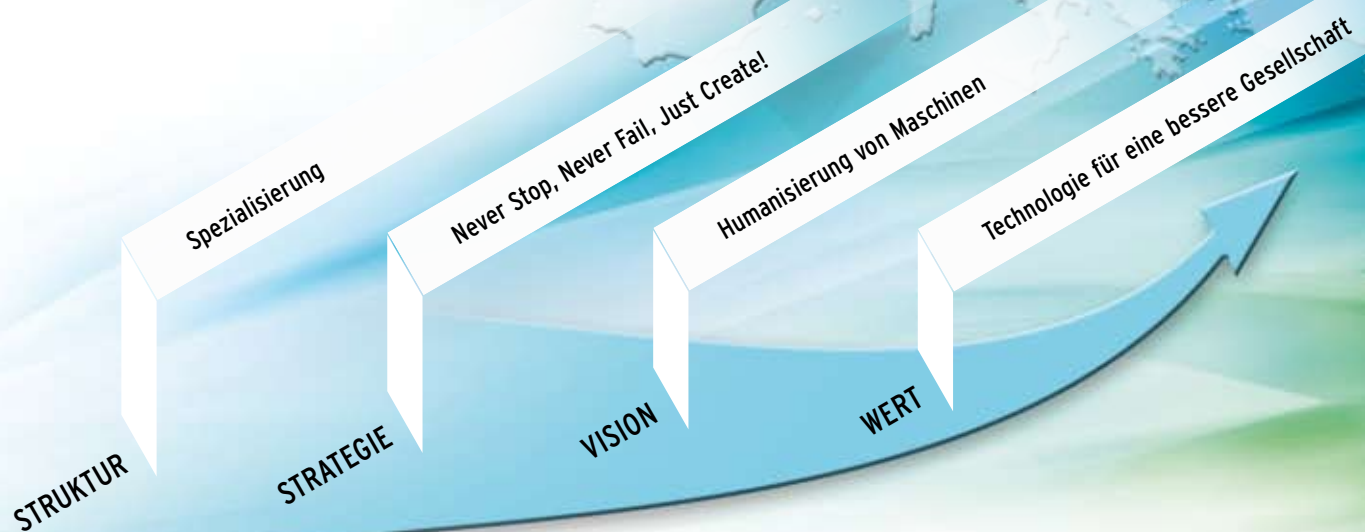 Spezialisierung
Never Stop, Never Fail, Just Create!
Humanisierung von Maschinen
Technologie für eine bessere Gesellschaft
STRUKTUR
STRATEGIE
VISION
WERT